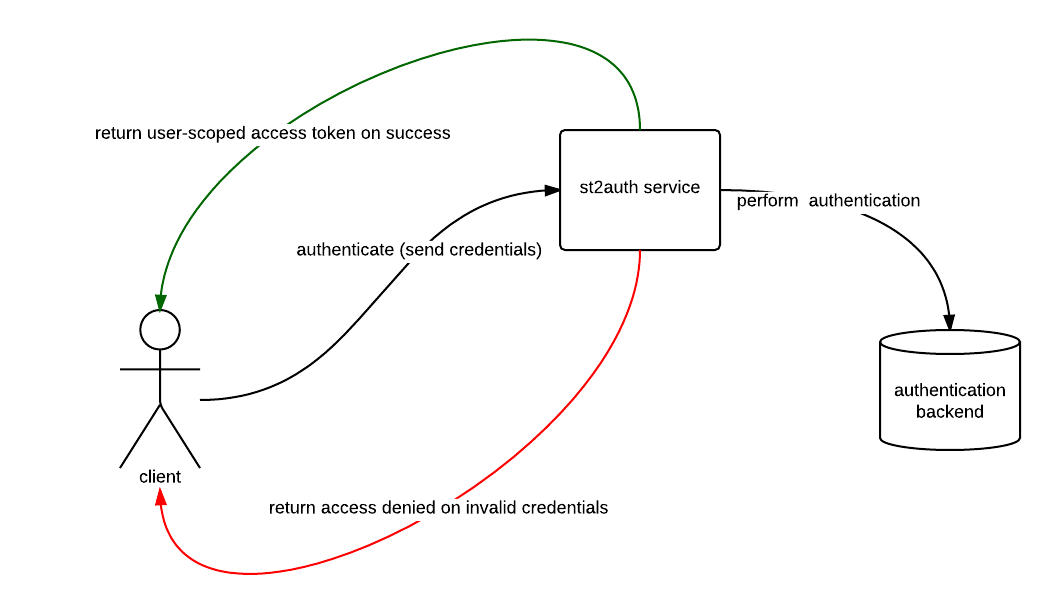 return user-scoped access token on success
st2auth service
perform  authentication
authenticate (send credentials)
authentication
backend
client
return access denied on invalid credentials